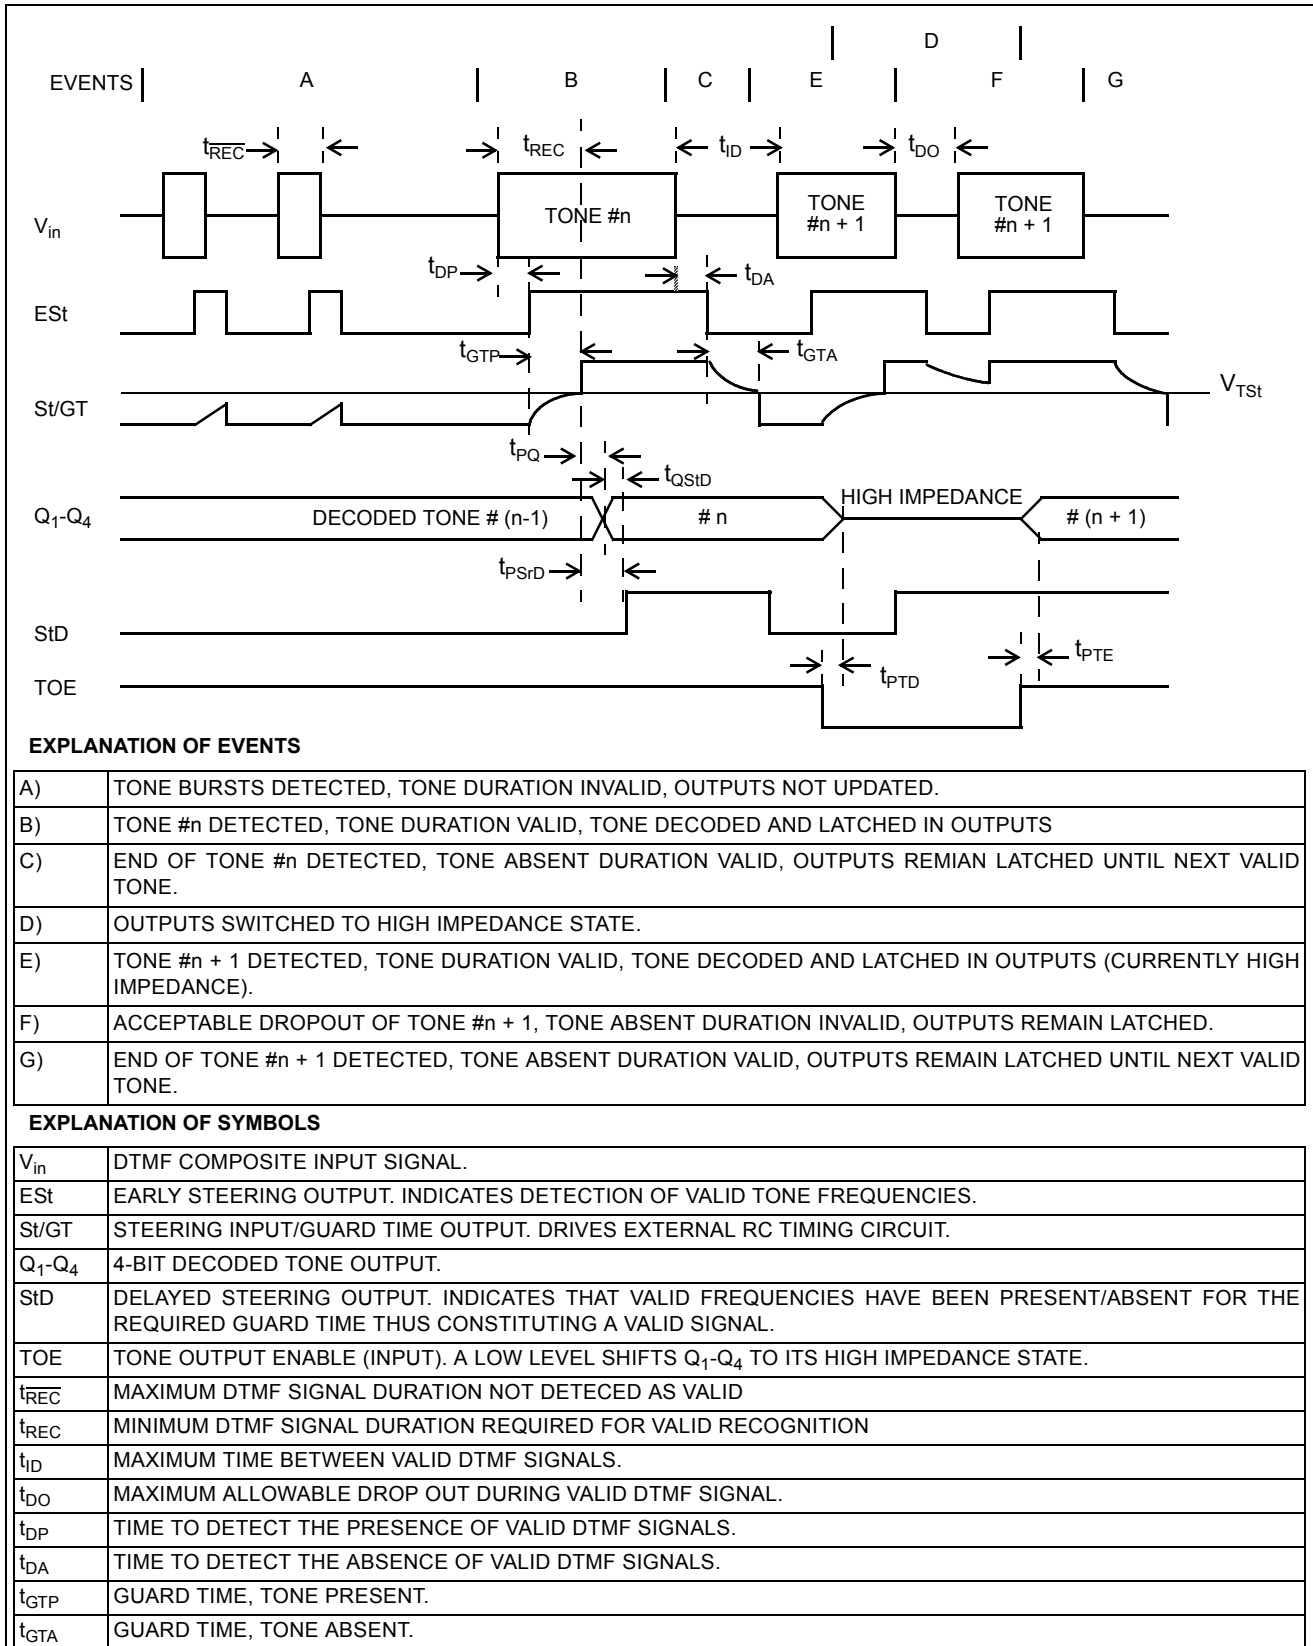 D
EVENTS A B C E F G
tREC tREC tID tDO
Vin TONE #n TONE #n + 1 TONE #n + 1
tDP tDA
ESt
tGTP tGTA
St/GT VTSt
tPQ
tQStD
Q1-Q4 DECODED TONE # (n-1) # n HIGH IMPEDANCE # (n + 1)
tPSrD
StD
tPTE
tPTD
TOE
EXPLANATION OF EVENTS
A) TONE BURSTS DETECTED, TONE DURATION INVALID, OUTPUTS NOT UPDATED.
B) TONE #n DETECTED, TONE DURATION VALID, TONE DECODED AND LATCHED IN OUTPUTS
C) END OF TONE #n DETECTED, TONE ABSENT DURATION VALID, OUTPUTS REMIAN LATCHED UNTIL NEXT VALID
TONE.
D) OUTPUTS SWITCHED TO HIGH IMPEDANCE STATE.
E) TONE #n + 1 DETECTED, TONE DURATION VALID, TONE DECODED AND LATCHED IN OUTPUTS (CURRENTLY HIGH
IMPEDANCE).
F) ACCEPTABLE DROPOUT OF TONE #n + 1, TONE ABSENT DURATION INVALID, OUTPUTS REMAIN LATCHED.
G) END OF TONE #n + 1 DETECTED, TONE ABSENT DURATION VALID, OUTPUTS REMAIN LATCHED UNTIL NEXT VALID
TONE.
EXPLANATION OF SYMBOLS
Vin DTMF COMPOSITE INPUT SIGNAL.
ESt EARLY STEERING OUTPUT. INDICATES DETECTION OF VALID TONE FREQUENCIES.
St/GT STEERING INPUT/GUARD TIME OUTPUT. DRIVES EXTERNAL RC TIMING CIRCUIT.
Q1-Q4 4-BIT DECODED TONE OUTPUT.
StD DELAYED STEERING OUTPUT. INDICATES THAT VALID FREQUENCIES HAVE BEEN PRESENT/ABSENT FOR THE
REQUIRED GUARD TIME THUS CONSTITUTING A VALID SIGNAL.
TOE TONE OUTPUT ENABLE (INPUT). A LOW LEVEL SHIFTS Q1-Q4 TO ITS HIGH IMPEDANCE STATE.
tREC MAXIMUM DTMF SIGNAL DURATION NOT DETECED AS VALID
tREC MINIMUM DTMF SIGNAL DURATION REQUIRED FOR VALID RECOGNITION
tID MAXIMUM TIME BETWEEN VALID DTMF SIGNALS.
tDO MAXIMUM ALLOWABLE DROP OUT DURING VALID DTMF SIGNAL.
tDP TIME TO DETECT THE PRESENCE OF VALID DTMF SIGNALS.
tDA TIME TO DETECT THE ABSENCE OF VALID DTMF SIGNALS.
tGTP GUARD TIME, TONE PRESENT.
tGTA GUARD TIME, TONE ABSENT.